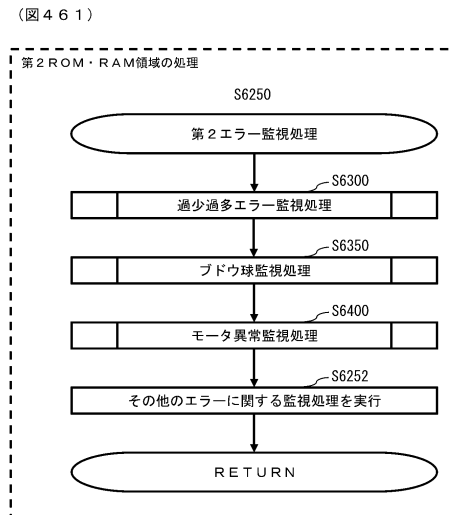 （図４６１）
第２ＲＯＭ・ＲＡＭ領域の処理
S6250
第２エラー監視処理
S6300
過少過多エラー監視処理
S6350
ブドウ球監視処理
S6400
モータ異常監視処理
S6252
その他のエラーに関する監視処理を実行
ＲＥＴＵＲＮ